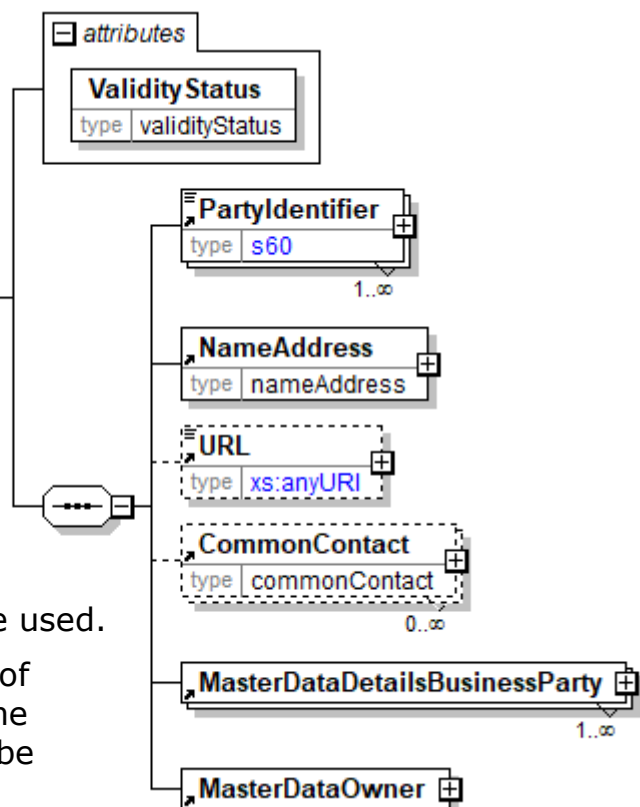 attributes
ValidityStatus
type validityStatus
PartyIdentifier
type s60
1..∞
NameAddress
type nameAddress
URL
type xs:anyURI
CommonContact
type commonContact
0..∞
e used.
of
MasterDataDetailsBusinessParty
ne
1..∞
be
MasterDataOwner